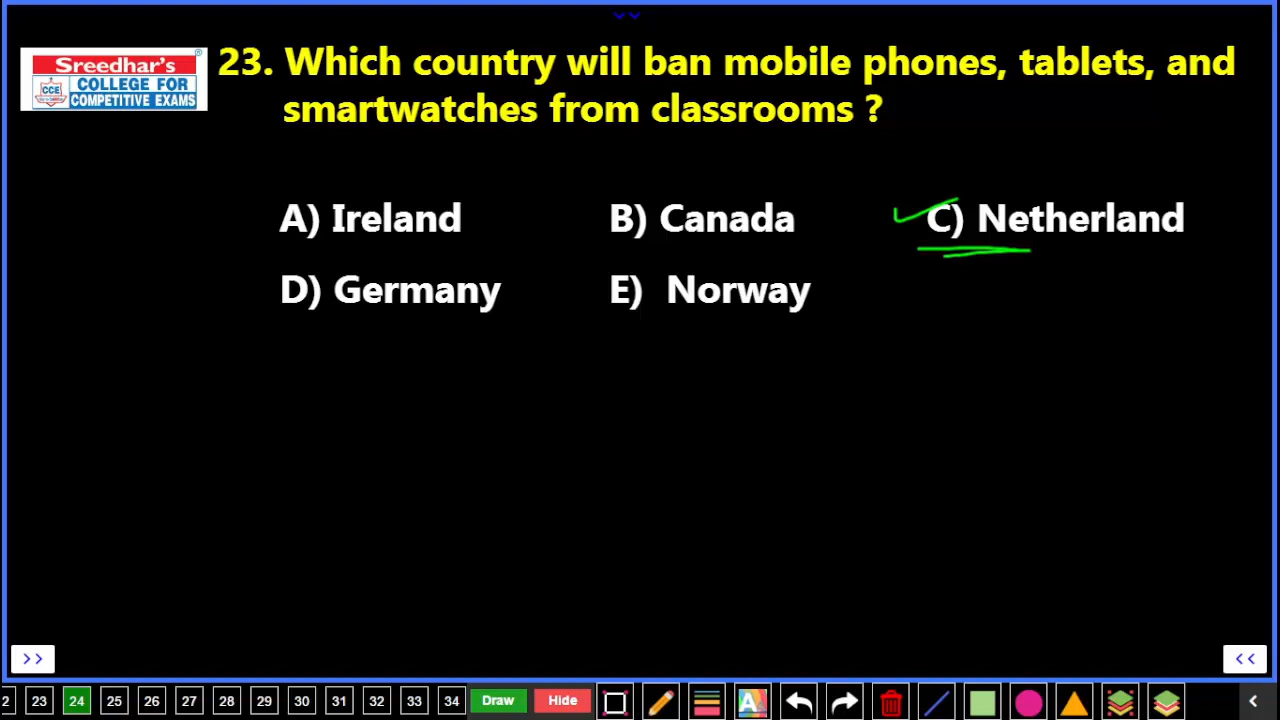 Sreedhar's ®
CCE COLLEGE FOR
COMPETITIVE EXAMS
23. Which country will ban mobile phones, tablets, and
smartwatches from classrooms ?
A) Ireland B) Canada C) Netherland
D) Germany E) Norway
>> <<
2 23 24 25 26 27 28 29 30 31 32 33 34 Draw Hide A <